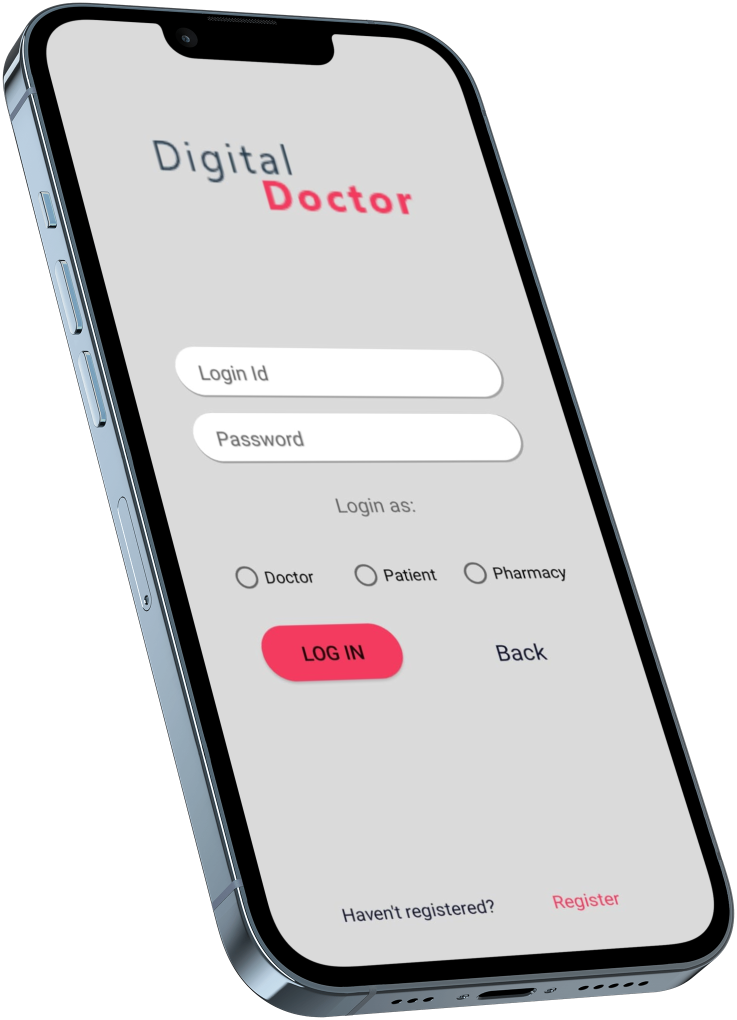 Digital
Doctor
Login Id
Password
Login as:
Doctor Patient Pharmacy
LOG IN Back
Haven't registered? Register